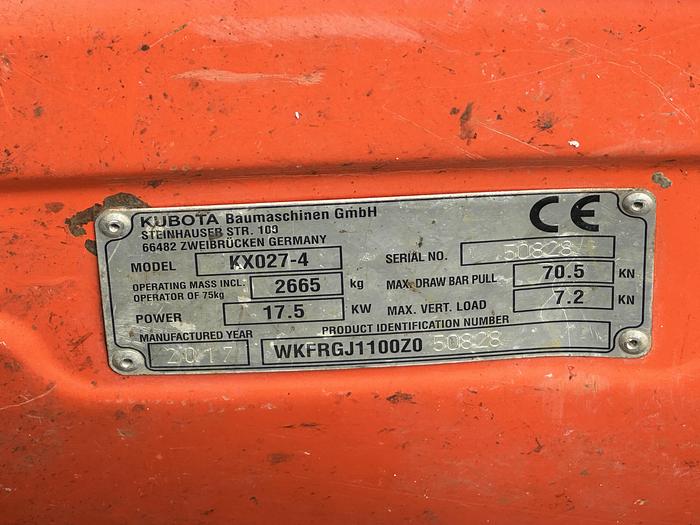 KUBOTA Baumaschinen GmbH
STEINHAUSER STR. 100
66482 ZWEIBRÜCKEN GERMANY
CE
MODEL KX027-4
SERIAL NO. 50828
OPERATING MASS INCL. OPERATOR OF 75kg 2665 kg
MAX. DRAW BAR PULL 70.5 KN
POWER 17.5 KW
MAX. VERT. LOAD 7.2 KN
MANUFACTURED YEAR
2017
PRODUCT IDENTIFICATION NUMBER
WKFRGJ1100Z0 50828